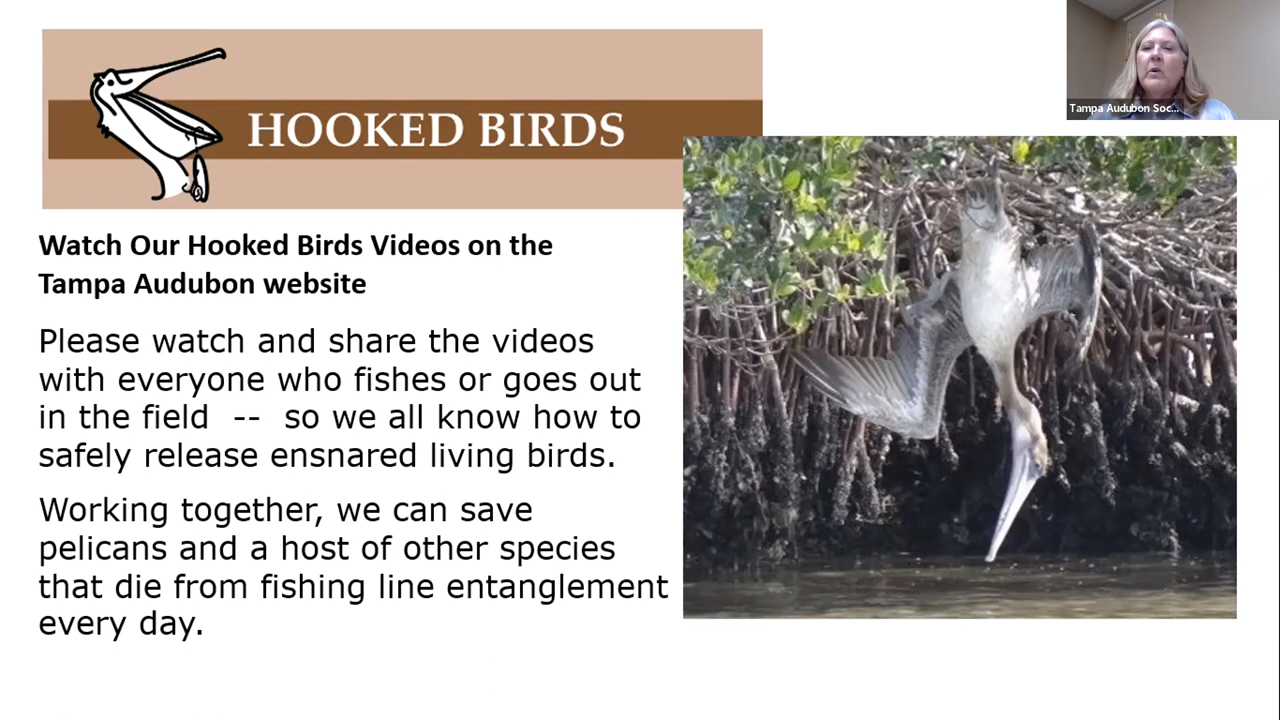 Tampa Audubon Soc...
HOOKED BIRDS
Watch Our Hooked Birds Videos on the
Tampa Audubon website
Please watch and share the videos
with everyone who fishes or goes out
in the field -- so we all know how to
safely release ensnared living birds.
Working together, we can save
pelicans and a host of other species
that die from fishing line entanglement
every day.